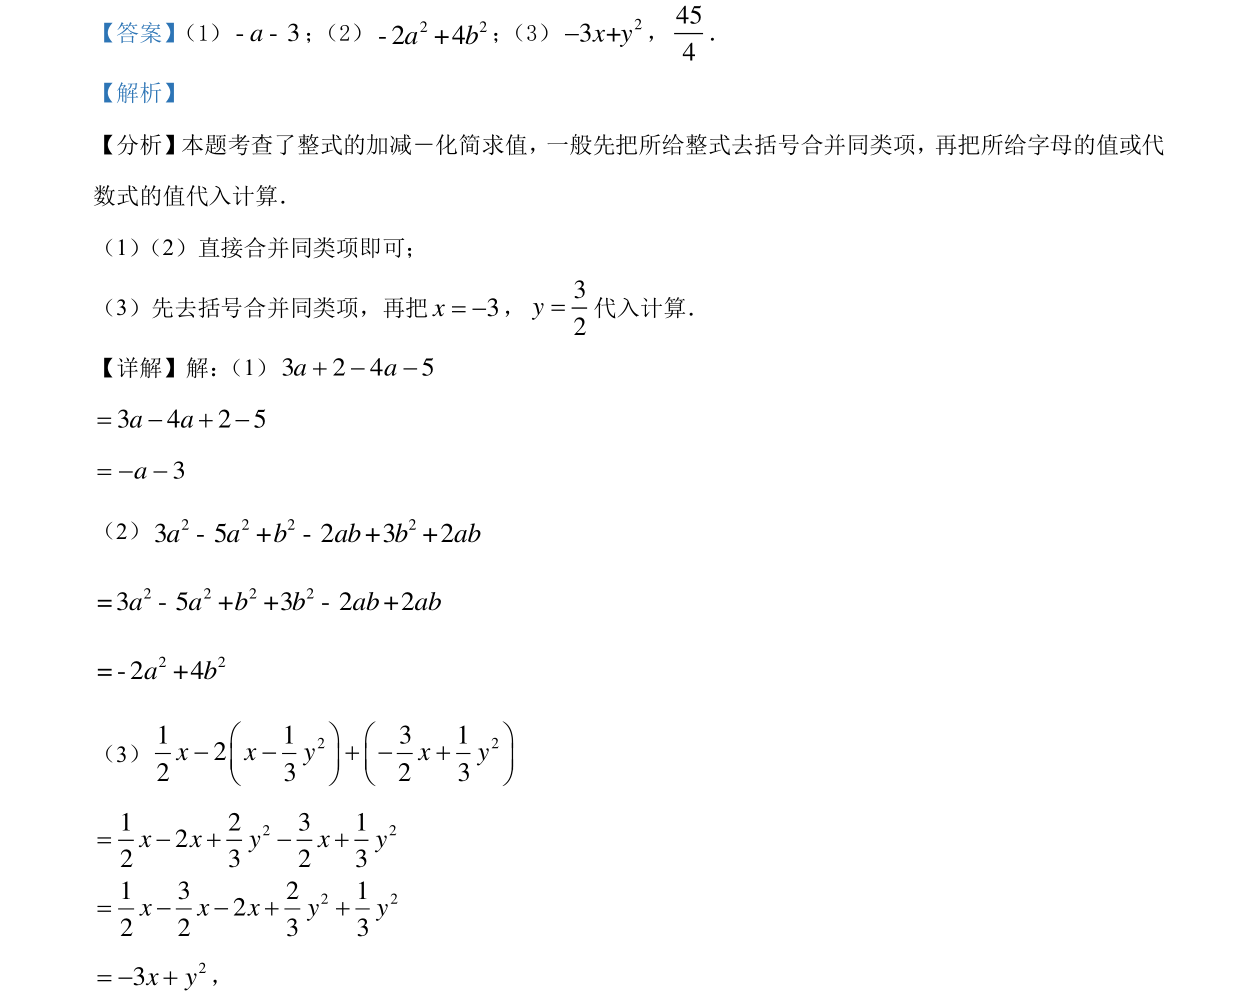 【答案】(1) -a-3;(2) -2a²+4b²;(3) −3x+y², 45/4.
【解析】
【分析】本题考查了整式的加减－化简求值,一般先把所给整式去括号合并同类项,再把所给字母的值或代
数式的值代入计算.
(1)(2)直接合并同类项即可;
(3)先去括号合并同类项,再把 x=−3, y=3/2 代入计算.
【详解】解:(1) 3a+2−4a−5
=3a−4a+2−5
=−a−3
(2) 3a²-5a²+b²-2ab+3b²+2ab
=3a²-5a²+b²+3b²-2ab+2ab
=-2a²+4b²
(3) 1/2 x−2(x−1/3 y²)+(−3/2 x+1/3 y²)
=1/2 x−2x+2/3 y²−3/2 x+1/3 y²
=1/2 x−3/2 x−2x+2/3 y²+1/3 y²
=−3x+y²,